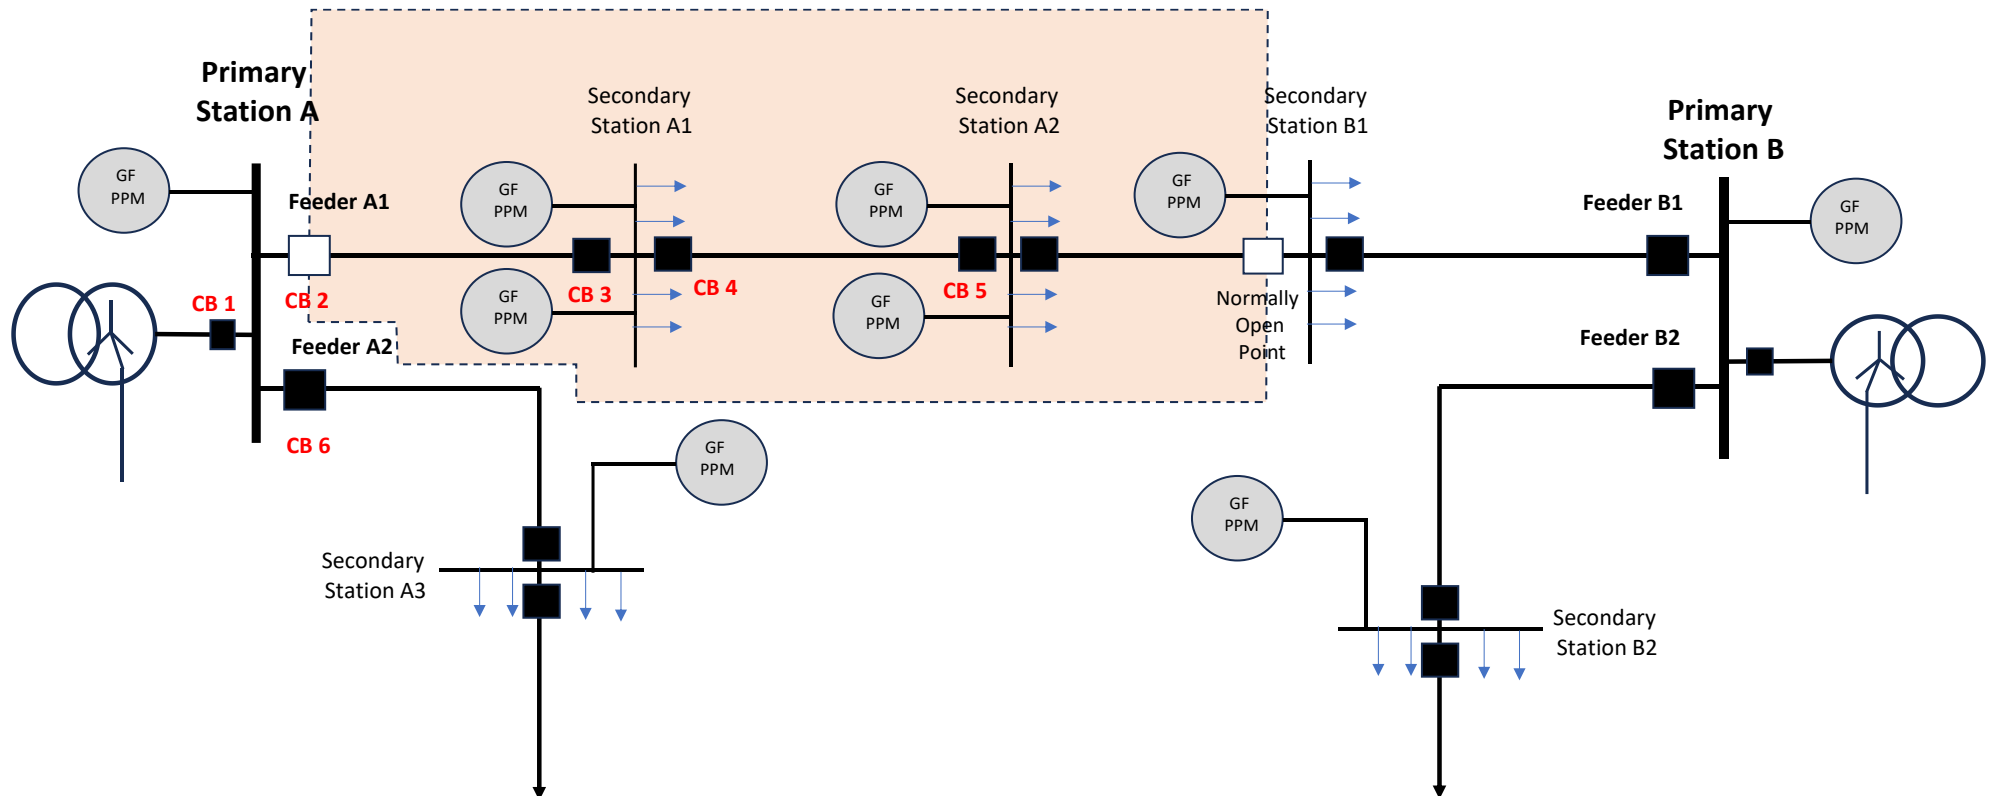 Primary
Station A
Secondary
Station A1
Secondary
Station A2
Secondary
Station B1
Primary
Station B
GF
PPM
Feeder A1
GF
PPM
GF
PPM
GF
PPM
Feeder B1
GF
PPM
CB 1
CB 2
GF
PPM
CB 3
CB 4
GF
PPM
CB 5
Normally
Open
Point
Feeder A2
Feeder B2
CB 6
GF
PPM
GF
PPM
Secondary
Station A3
Secondary
Station B2